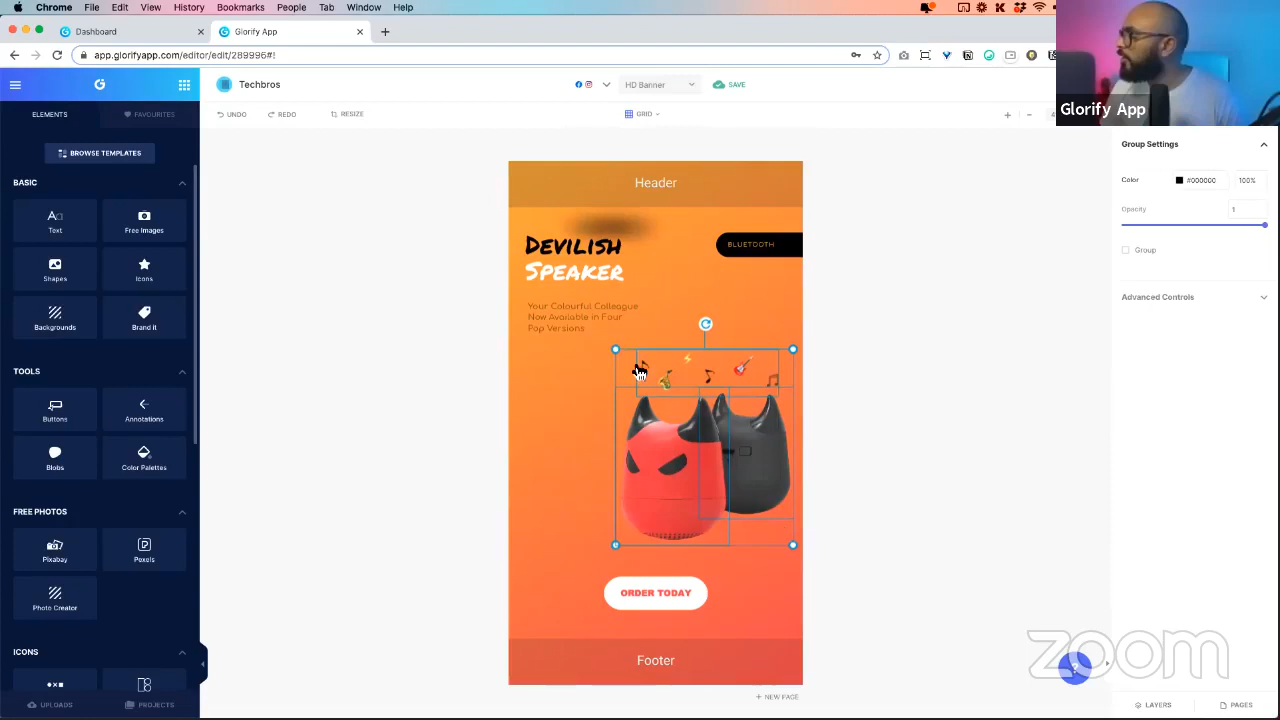 Chrome File Edit View History Bookmarks People Tab Window Help
Dashboard
Glorify App
app.glorifyapp.com/editor/289996#!
Glorify App
Techbros
HD Banner
SAVE
ELEMENTS
FAVOURITES
UNDO
REDO
RESIZE
GRID
BROWSE TEMPLATES
BASIC
Text
Free Images
Shapes
Icons
Backgrounds
Brand it
TOOLS
Buttons
Annotations
Blobs
Color Palettes
FREE PHOTOS
Pixabay
Pexels
Photo Creator
ICONS
UPLOADS
PROJECTS
Header
DEVILISH
SPEAKER
BLUETOOTH
Your Colourful Colleague
Now Available in Four
Pop Versions
ORDER TODAY
Footer
NEW PAGE
Group Settings
Color
#000000
100%
Opacity
1
Group
Advanced Controls
zoom
?
LAYERS
PAGES